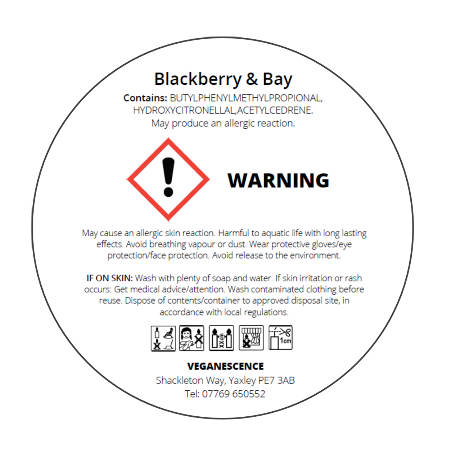 Blackberry & Bay
Contains: BUTYLPHENYLMETHYLPROPIONAL,
HYDROXYCITRONELLAL,ACETYLCEDRENE.
May produce an allergic reaction.
WARNING
May cause an allergic skin reaction. Harmful to aquatic life with long lasting
effects. Avoid breathing vapour or dust. Wear protective gloves/eye
protection/face protection. Avoid release to the environment.
IF ON SKIN: Wash with plenty of soap and water. If skin irritation or rash
occurs: Get medical advice/attention. Wash contaminated clothing before
reuse. Dispose of contents/container to approved disposal site, in
accordance with local regulations.
1cm
VEGANESCENCE
Shackleton Way, Yaxley PE7 3AB
Tel: 07769 650552